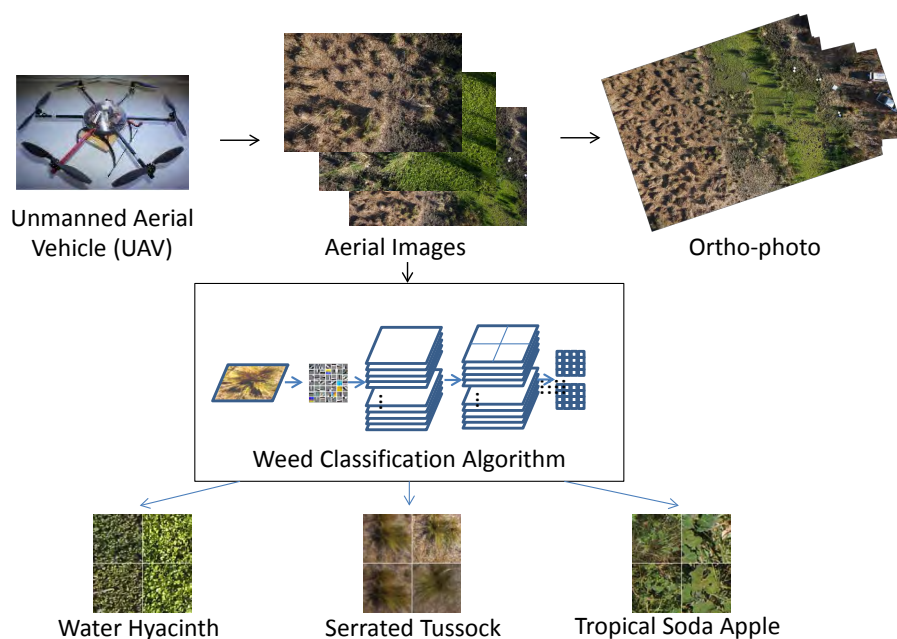 Unmanned Aerial
Vehicle (UAV)
Aerial Images
Ortho-photo
Weed Classification Algorithm
Water Hyacinth
Serrated Tussock
Tropical Soda Apple